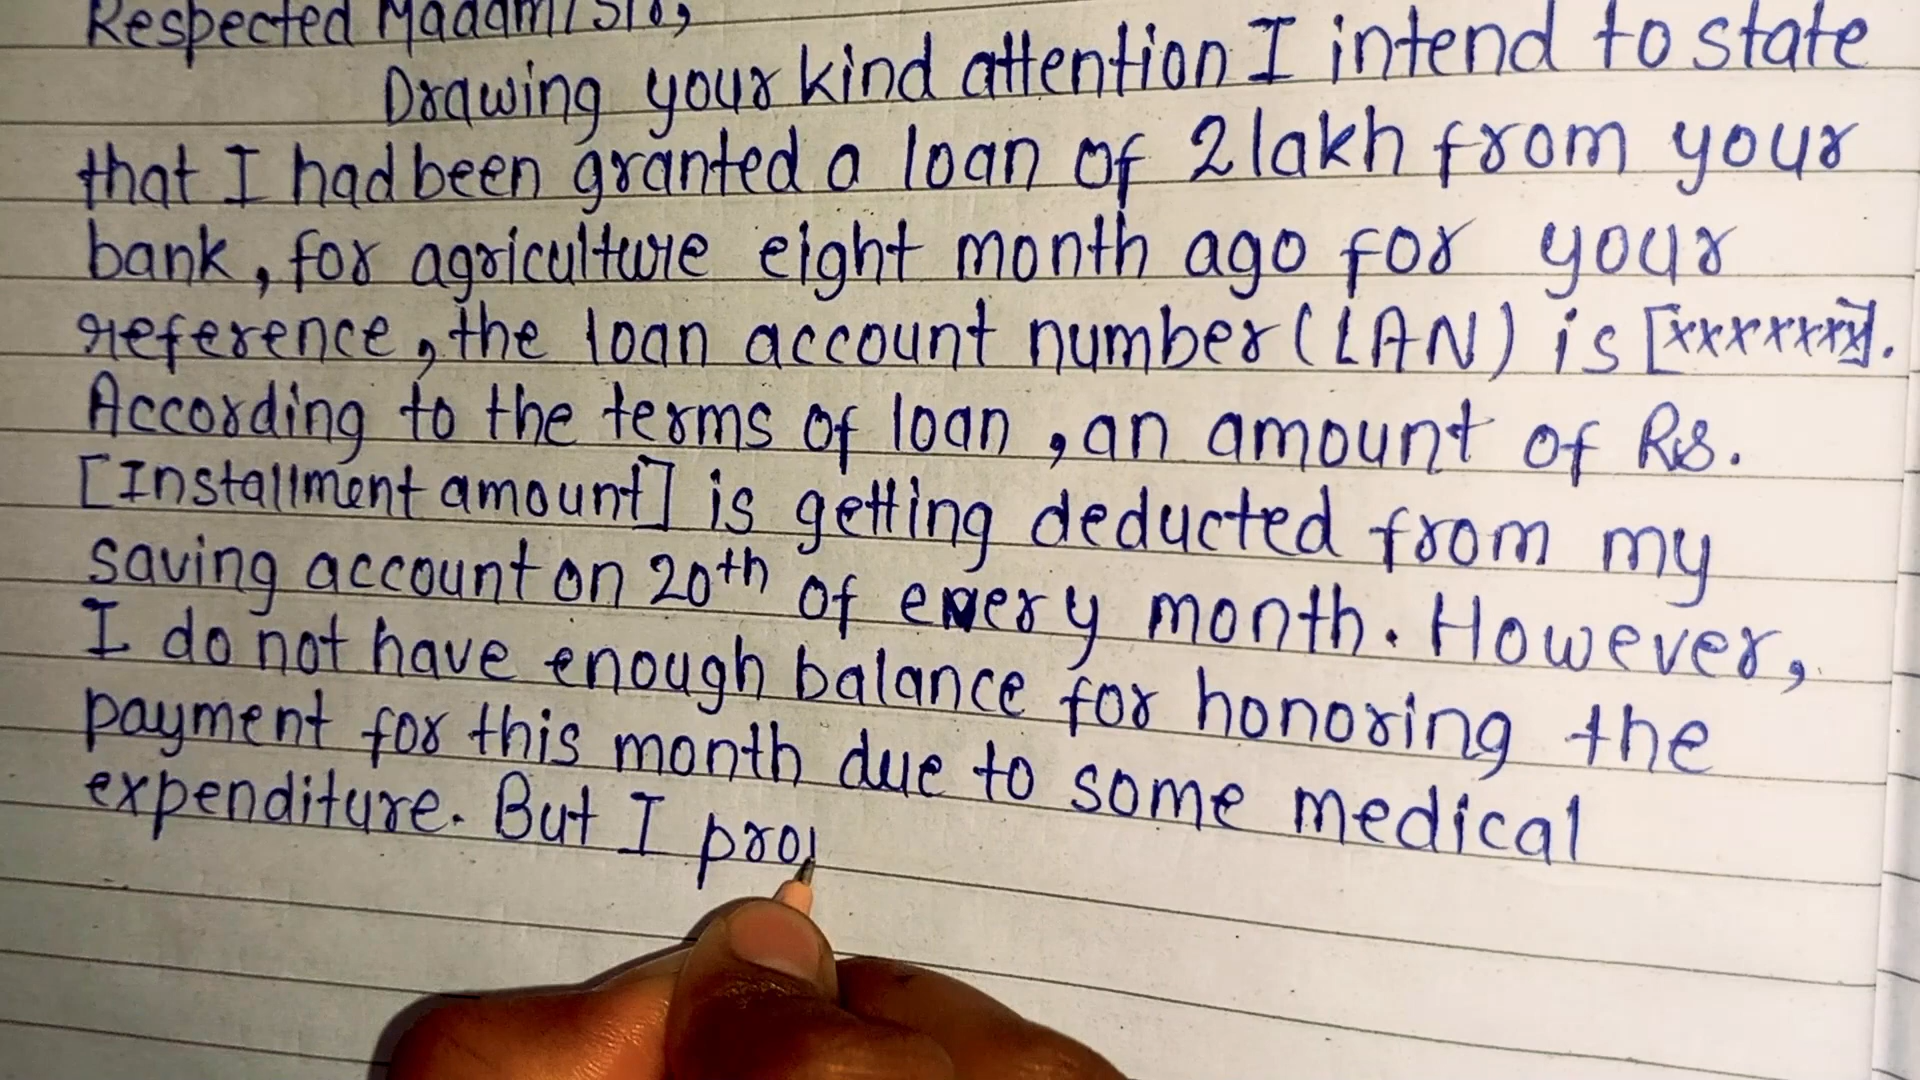 Respected Madam/Sir,
Drawing your kind attention I intend to state
that I had been granted a loan of 2 lakh from your
bank, for agriculture eight month ago for your
reference, the loan account number (LAN) is [xxxxxxxx].
According to the terms of loan, an amount of Rs.
[Installment amount] is getting deducted from my
saving account on 20th of every month. However,
I do not have enough balance for honoring the
payment for this month due to some medical
expenditure. But I pro